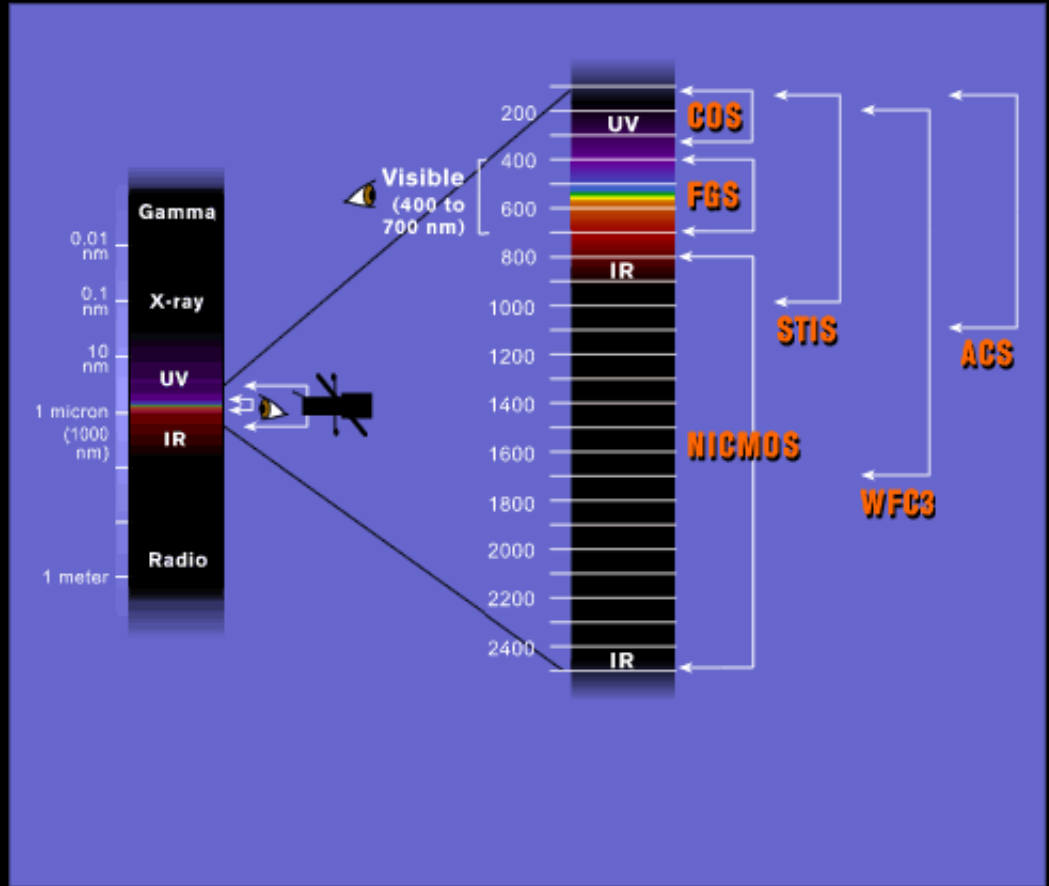 Gamma
0.01
nm
X-ray
0.1
nm
10
nm
UV
1 micron
(1000
nm)
IR
Radio
1 meter
Visible
(400 to
700 nm)
200
UV
400
600
800
IR
1000
1200
1400
1600
1800
2000
2200
2400
IR
COS
FGS
NICMOS
STIS
WFC3
ACS